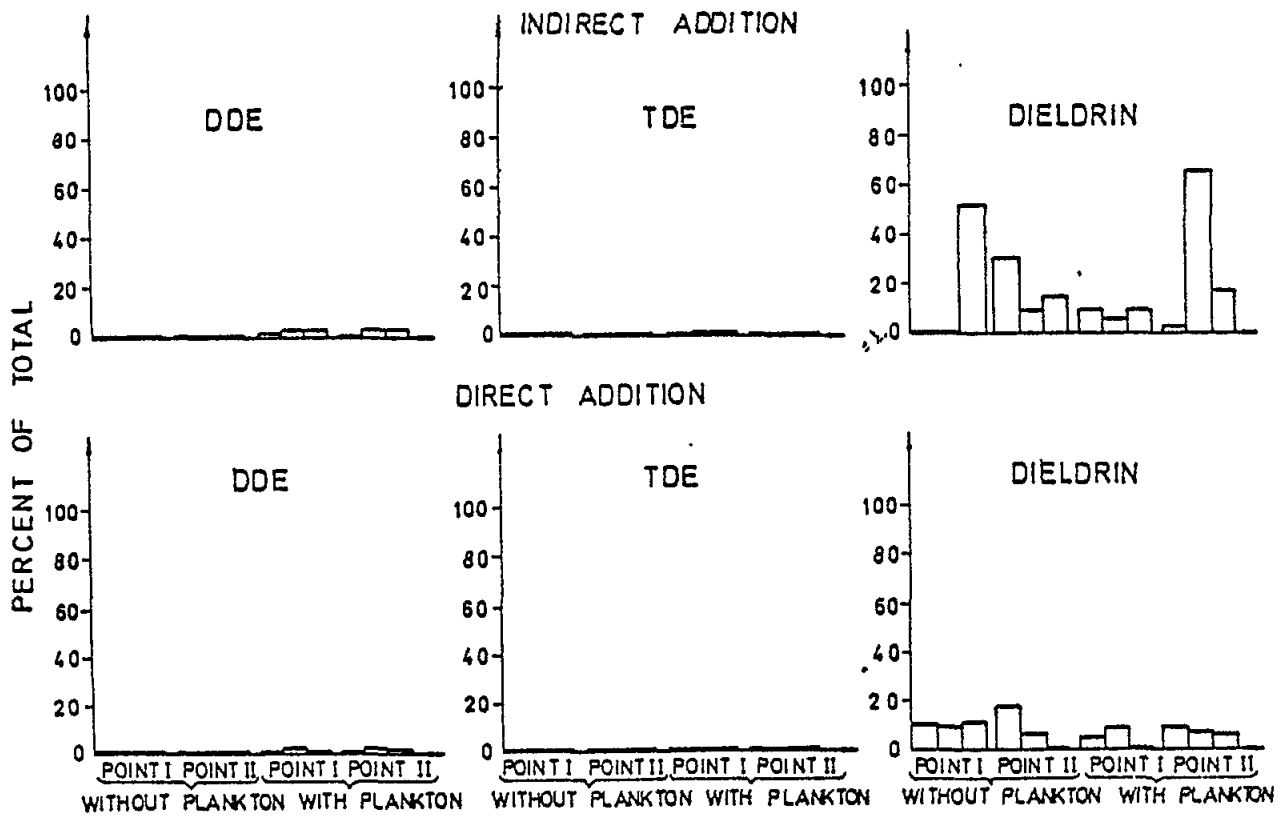 INDIRECT ADDITION
DDE
100
80
60
40
20
0
TDE
100
80
60
40
20
0
DIELDRIN
100
80
60
40
20
0
PERCENT OF TOTAL
DIRECT ADDITION
DDE
100
80
60
40
20
0
TDE
100
80
60
40
20
0
DIELDRIN
100
80
60
40
20
0
POINT I POINT II POINT I POINT II
WITHOUT PLANKTON WITH PLANKTON
POINT I POINT II POINT I POINT II
WITHOUT PLANKTON WITH PLANKTON
POINT I POINT II POINT I POINT II
WITHOUT PLANKTON WITH PLANKTON